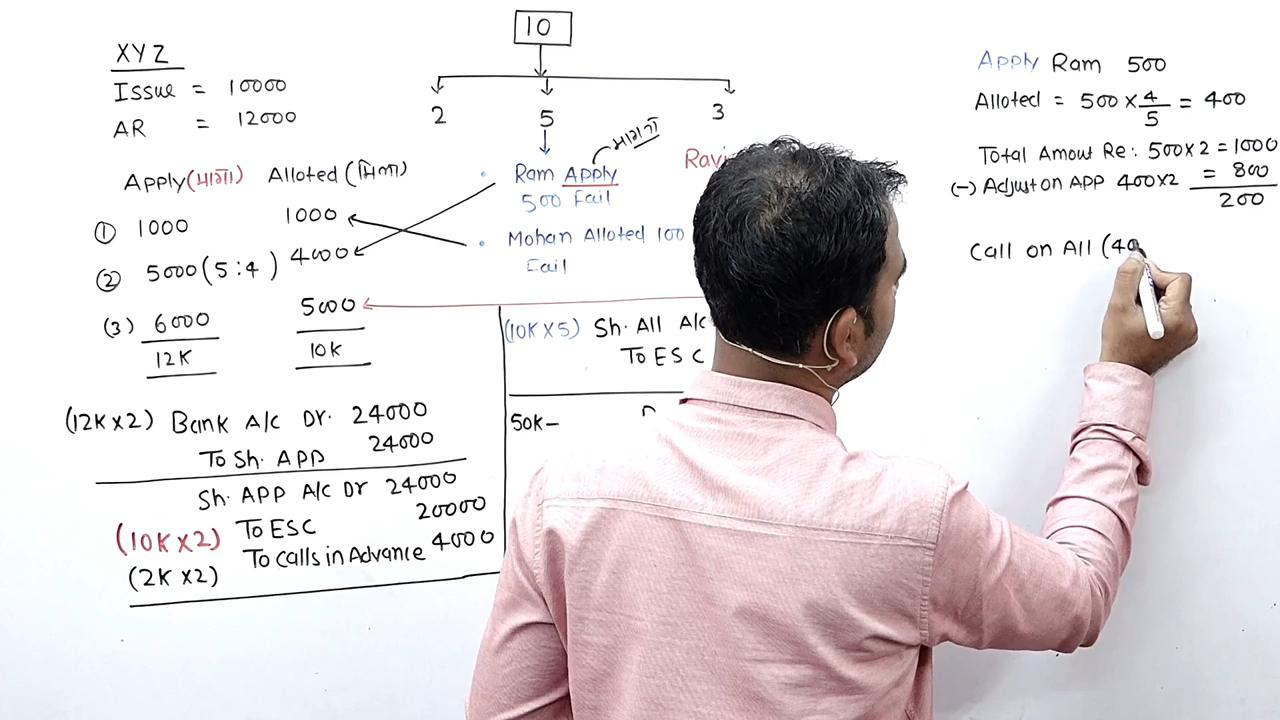 10
XYZ
Issue = 10000
AR = 12000
2 5 3
Apply(मागा) Alloted (मिला)
① 1000 1000
② 5000 (5:4) 4000
(3) 6000 5000
12K 10K
मागा
• Ram Apply
500 Fail
• Mohan Alloted 100
Fail
Ravi
(12K x 2) Bank A/c Dr. 24000
To Sh. APP 24000
Sh. APP A/c Dr 24000
(10K x 2) To ESC 20000
(2K x 2) To Calls in Advance 4000
(10K x 5) Sh. All A/c
To ESC
50K –
Apply Ram 500
Alloted = 500 x 4/5 = 400
Total Amout Re: 500 x 2 = 1000
(-) Adjust on APP 400 x 2 = 800
200
Call on All (40